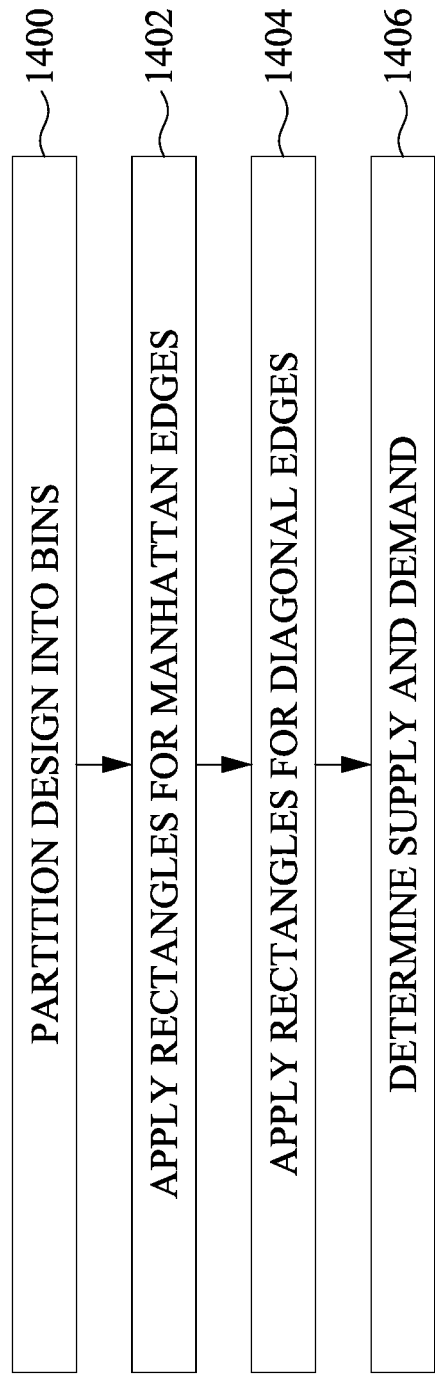 PARTITION DESIGN INTO BINS
1400
APPLY RECTANGLES FOR MANHATTAN EDGES
1402
APPLY RECTANGLES FOR DIAGONAL EDGES
1404
DETERMINE SUPPLY AND DEMAND
1406